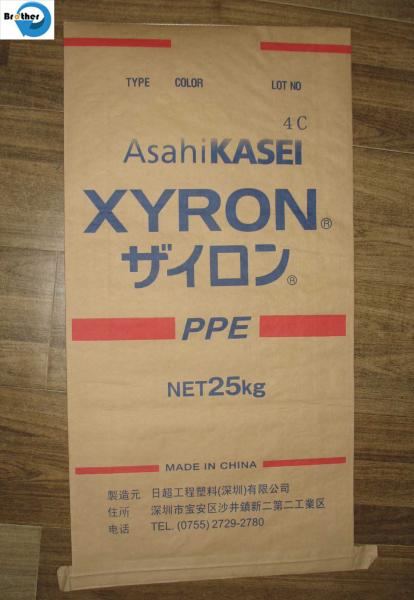 Brother
TYPE COLOR LOT NO
4C
AsahiKASEI
XYRON®
ザイロン®
PPE
NET25kg
MADE IN CHINA
製造元 日超工程塑料(深圳)有限公司
住所 深圳市宝安区沙井鎮新二第二工業区
电话 TEL. (0755) 2729-2780